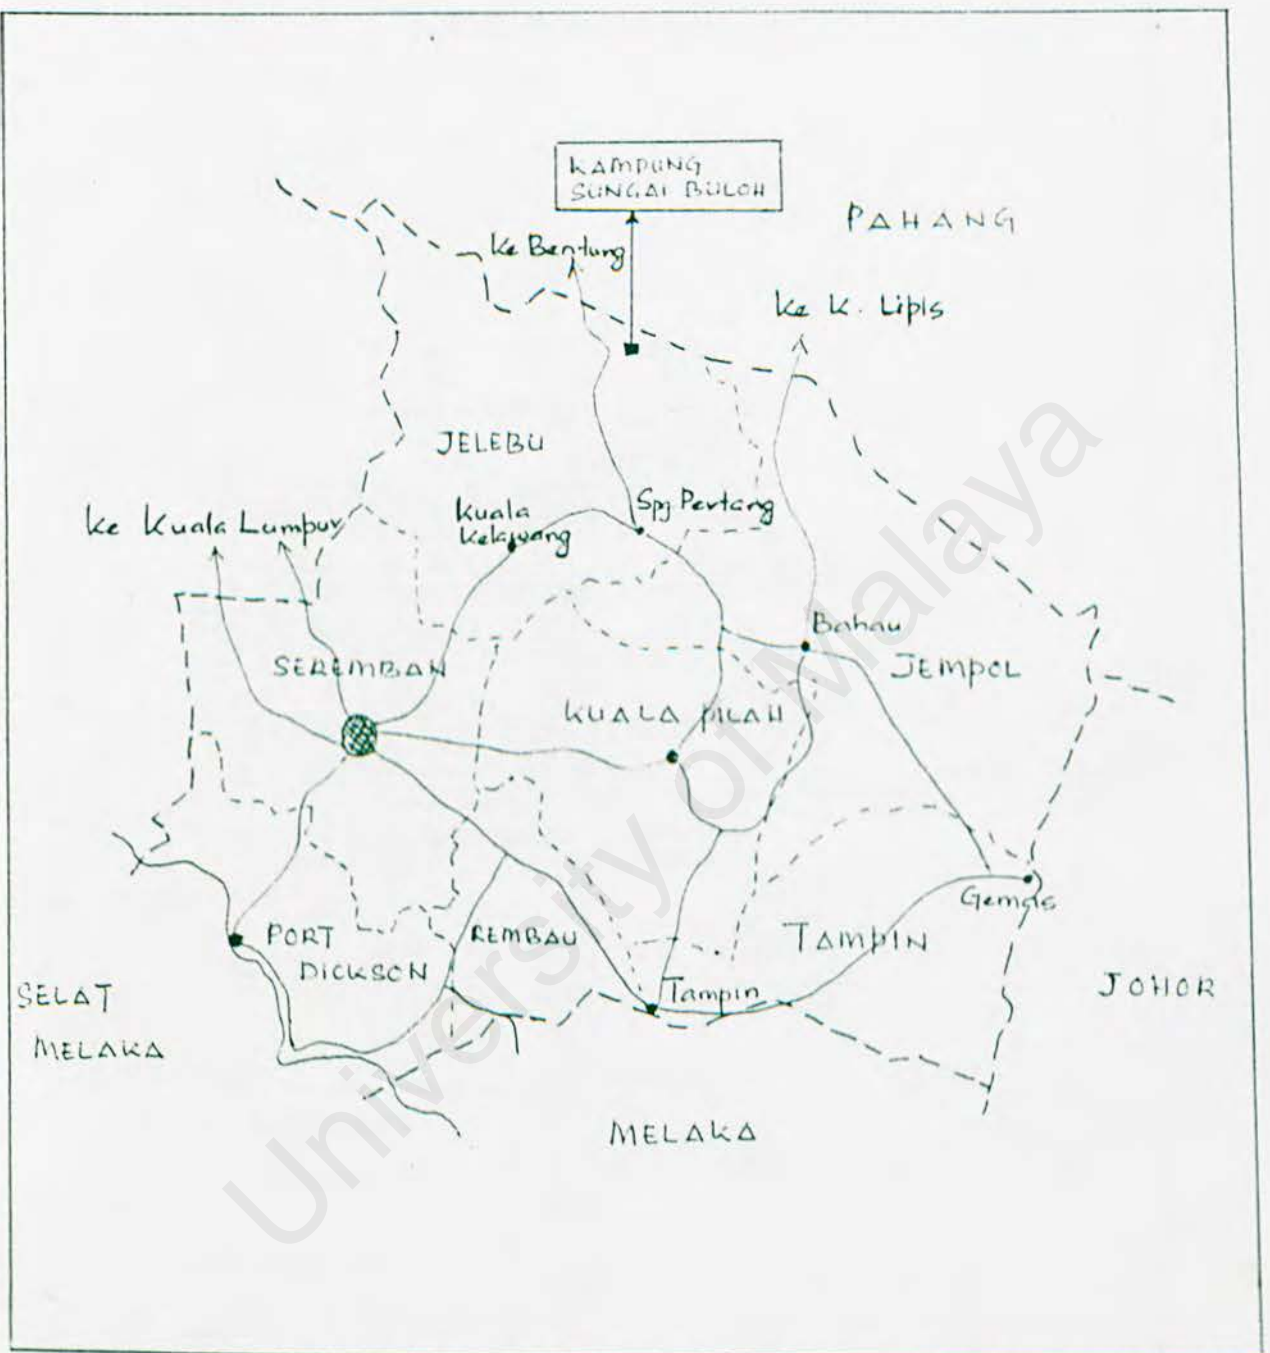 KAMPUNG
SUNGAI BULOH
PAHANG
Ke Bentung
Ke K. Lipis
JELEBU
Ke Kuala Lumpur
Kuala
Kelawang
Spg Pertang
Bahau
SEREMBAN
JEMPOL
KUALA PILAH
Gemas
PORT
DICKSON
REMBAU
TAMPIN
SELAT
MELAKA
Tampin
JOHOR
MELAKA
University of Malaya